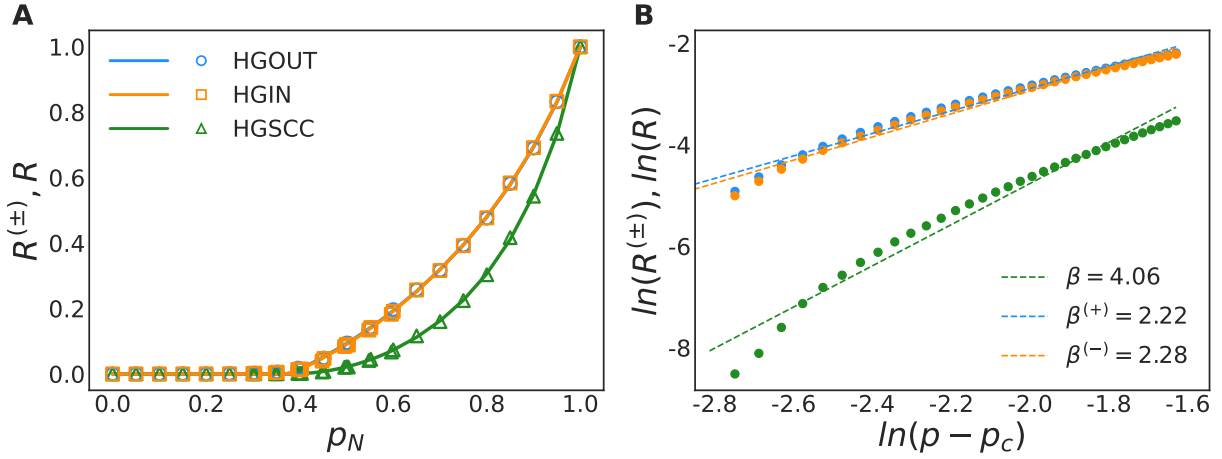 A
R^(±), R
1.0
0.8
0.6
0.4
0.2
0.0
HGOUT
HGIN
HGSCC
0.0 0.2 0.4 0.6 0.8 1.0
p_N
B
ln(R^(±)), ln(R)
-2
-4
-6
-8
β = 4.06
β^(+) = 2.22
β^(−) = 2.28
-2.8 -2.6 -2.4 -2.2 -2.0 -1.8 -1.6
ln(p − p_c)